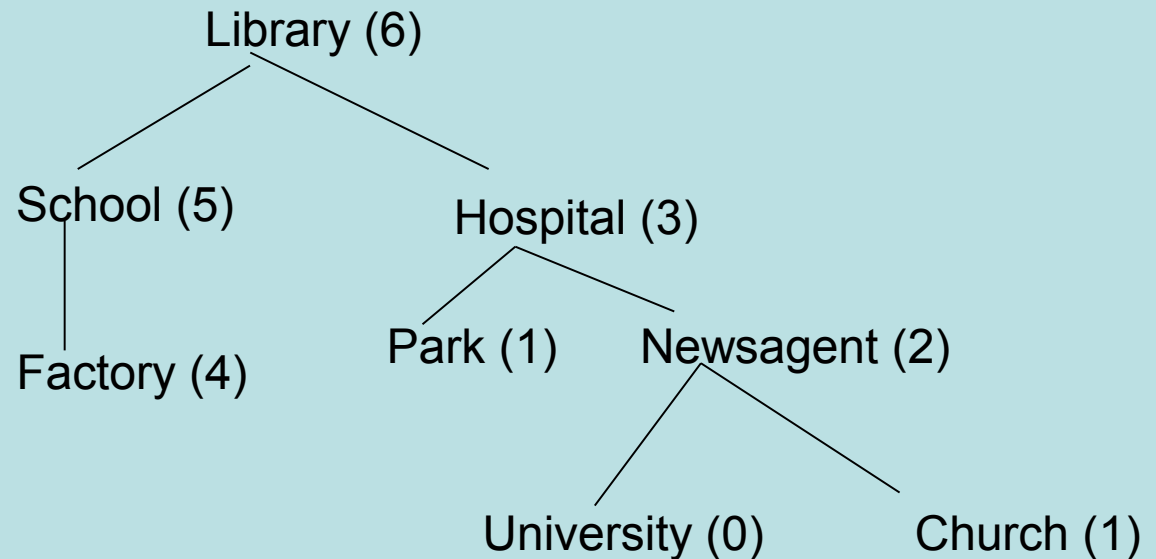 Library (6)
School (5)
Hospital (3)
Park (1)
Newsagent (2)
Factory (4)
University (0)
Church (1)